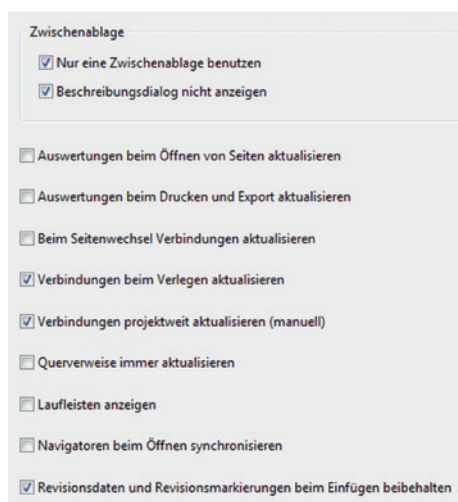 Zwischenablage
Nur eine Zwischenablage benutzen
Beschreibungsdialog nicht anzeigen
Auswertungen beim Öffnen von Seiten aktualisieren
Auswertungen beim Drucken und Export aktualisieren
Beim Seitenwechsel Verbindungen aktualisieren
Verbindungen beim Verlegen aktualisieren
Verbindungen projektweit aktualisieren (manuell)
Querverweise immer aktualisieren
Laufleisten anzeigen
Navigatoren beim Öffnen synchronisieren
Revisionsdaten und Revisionsmarkierungen beim Einfügen beibehalten